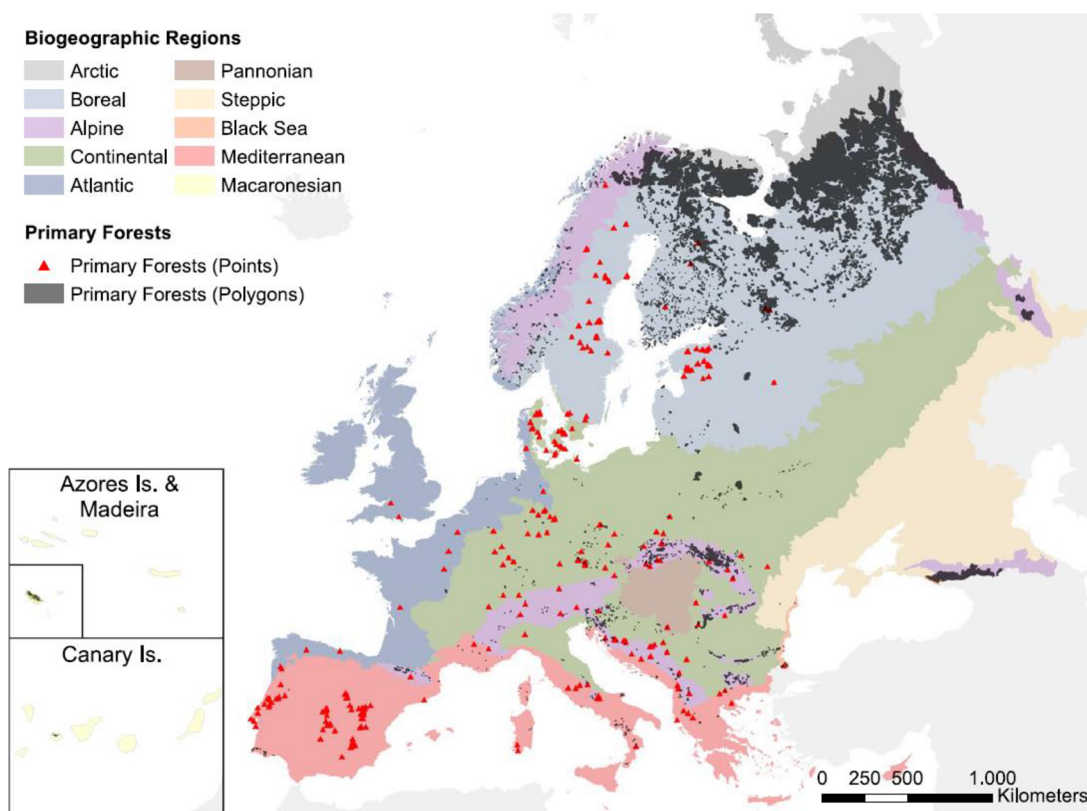 Biogeographic Regions
Arctic
Pannonian
Boreal
Steppic
Alpine
Black Sea
Continental
Mediterranean
Atlantic
Macaronesian
Primary Forests
Primary Forests (Points)
Primary Forests (Polygons)
Azores Is. &
Madeira
Canary Is.
0 250 500 1.000
Kilometers